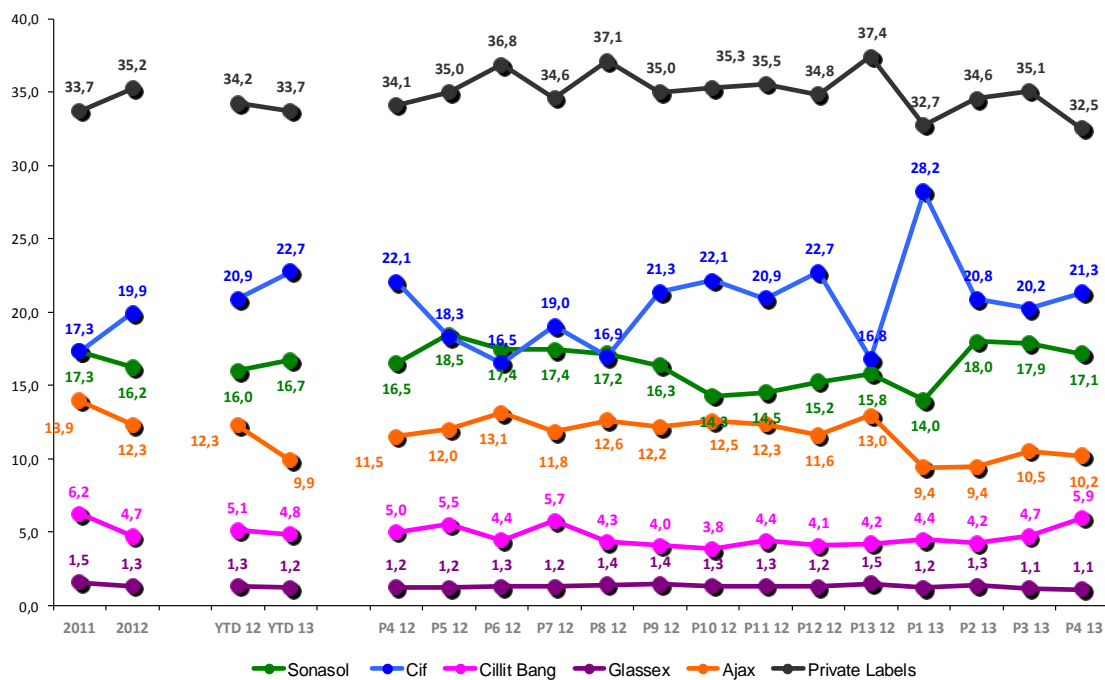 40,0
35,0
30,0
25,0
20,0
15,0
10,0
5,0
0,0
33,7 35,2 34,2 33,7 34,1 35,0 36,8 34,6 37,1 35,0 35,3 35,5 34,8 37,4 32,7 34,6 35,1 32,5
17,3 19,9 20,9 22,7 22,1 18,3 16,5 19,0 16,9 21,3 22,1 20,9 22,7 16,8 28,2 20,8 20,2 21,3
17,3 16,2 16,0 16,7 16,5 18,5 17,4 17,4 17,2 16,3 14,3 14,5 15,2 15,8 14,0 18,0 17,9 17,1
13,9 12,3 12,3 9,9 11,5 12,0 13,1 11,8 12,6 12,2 12,5 12,3 11,6 13,0 9,4 9,4 10,5 10,2
6,2 4,7 5,1 4,8 5,0 5,5 4,4 5,7 4,3 4,0 3,8 4,4 4,1 4,2 4,4 4,2 4,7 5,9
1,5 1,3 1,3 1,2 1,2 1,2 1,3 1,2 1,4 1,4 1,3 1,3 1,2 1,5 1,2 1,3 1,1 1,1
2011 2012 YTD 12 YTD 13 P4 12 P5 12 P6 12 P7 12 P8 12 P9 12 P10 12 P11 12 P12 12 P13 12 P1 13 P2 13 P3 13 P4 13
Sonasol Cif Cillit Bang Glassex Ajax Private Labels